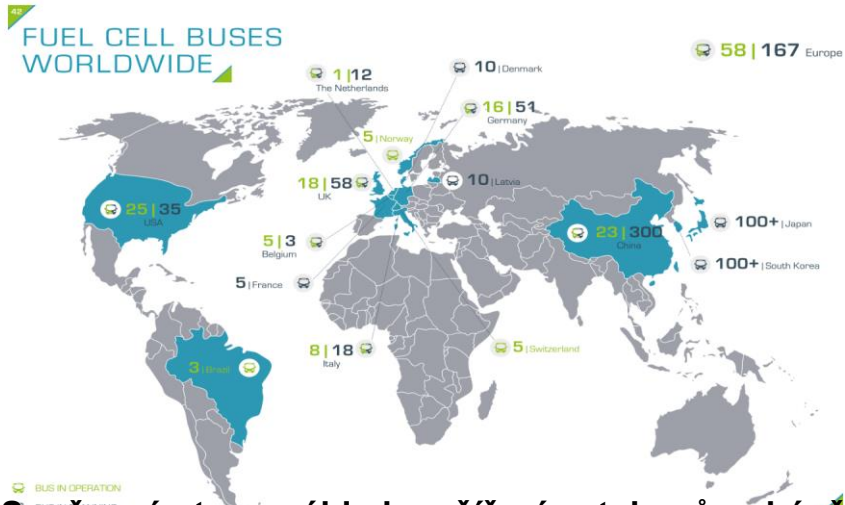 42
FUEL CELL BUSES
WORLDWIDE
58 | 167 Europe
1 | 12
The Netherlands
10 | Denmark
16 | 51
Germany
5 | Norway
18 | 58
UK
10 | Latvia
25 | 35
USA
5 | 3
Belgium
23 | 300
China
100+ | Japan
100+ | South Korea
5 | France
8 | 18
Italy
5 | Switzerland
3 | Brazil
BUS IN OPERATION